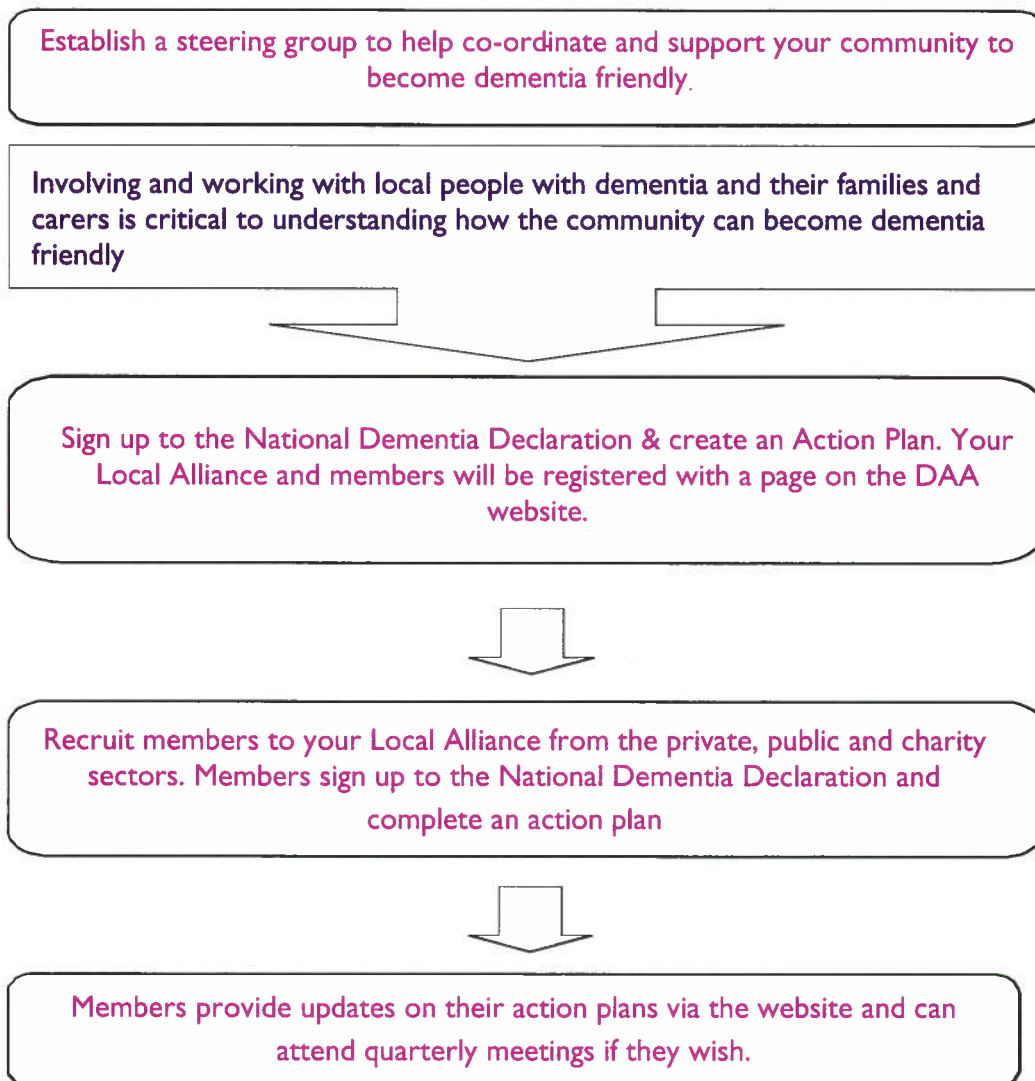 Establish a steering group to help co-ordinate and support your community to
become dementia friendly.
Involving and working with local people with dementia and their families and
carers is critical to understanding how the community can become dementia
friendly
Sign up to the National Dementia Declaration & create an Action Plan. Your
Local Alliance and members will be registered with a page on the DAA
website.
Recruit members to your Local Alliance from the private, public and charity
sectors. Members sign up to the National Dementia Declaration and
complete an action plan
Members provide updates on their action plans via the website and can
attend quarterly meetings if they wish.